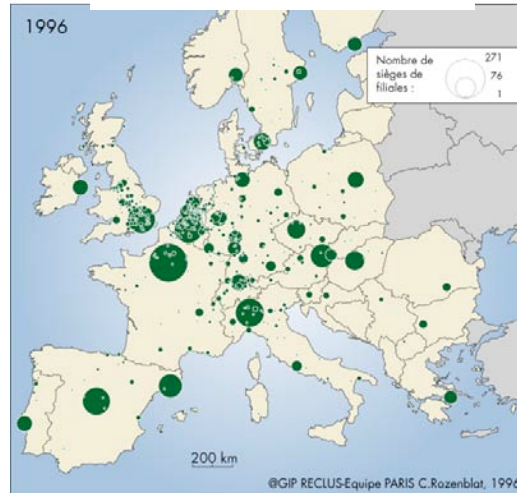 1996
Nombre de
sièges de
filiales :
271
76
1
200 km
@GIP RECLUS-Equipe PARIS C.Rozenblat, 1996